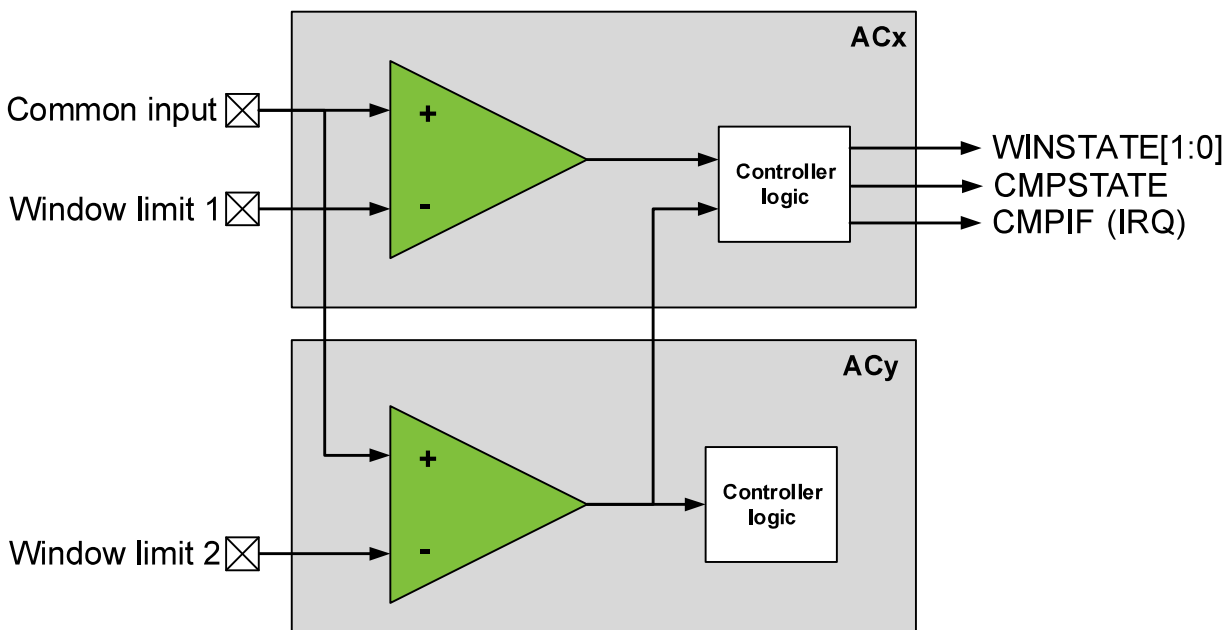 ACx
Common input
+
WINSTATE[1:0]
Controller
logic
CMPSTATE
Window limit 1
-
CMPIF (IRQ)
ACy
+
Controller
logic
Window limit 2
-